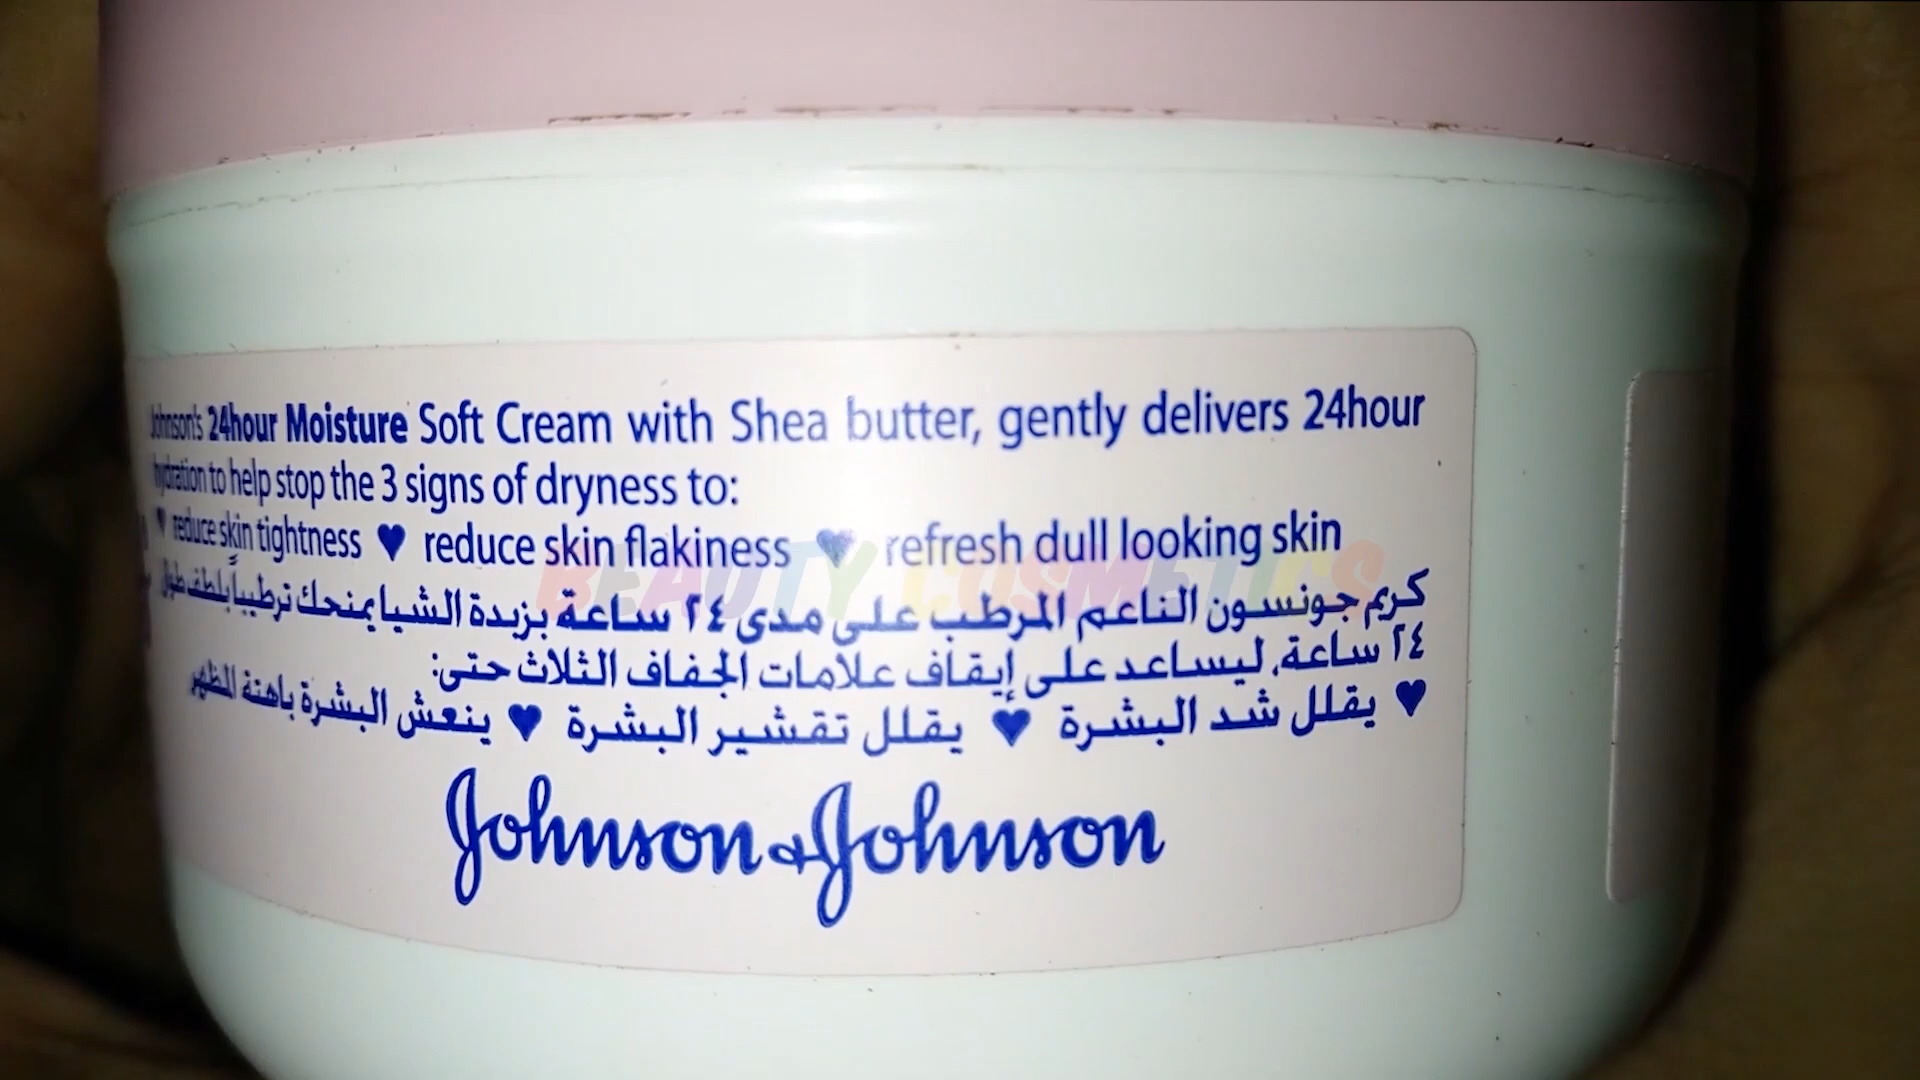 Johnson's 24hour Moisture Soft Cream with Shea butter, gently delivers 24hour
hydration to help stop the 3 signs of dryness to:
♥ reduce skin tightness ♥ reduce skin flakiness ♥ refresh dull looking skin
BEAUTY COSMETICS
كريم جونسون الناعم المرطب على مدى ٢٤ ساعة بزبدة الشيا يمنحك ترطيباً بلطف طوال
٢٤ ساعة، ليساعد على إيقاف علامات الجفاف الثلاث حتى:
♥ يقلل شد البشرة ♥ يقلل تقشير البشرة ♥ ينعش البشرة باهتة المظهر
Johnson & Johnson